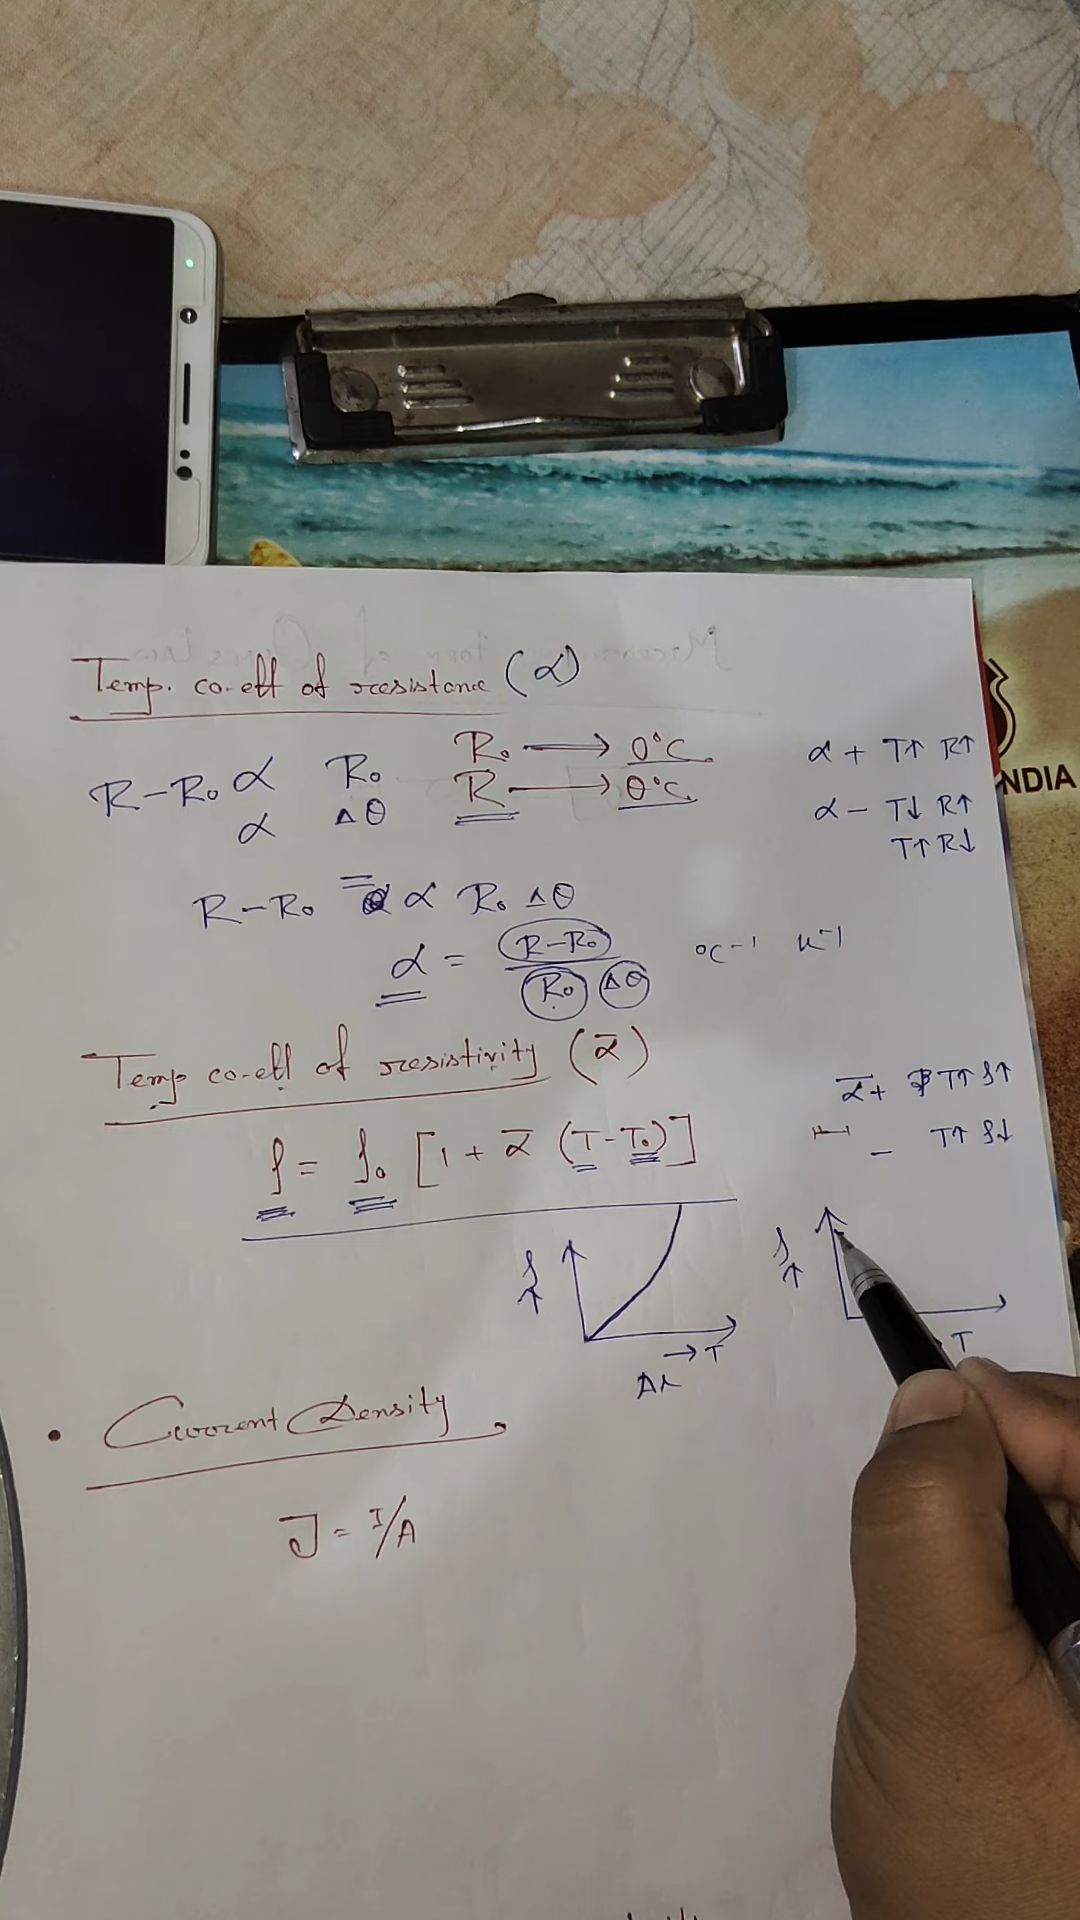 Temp. co-eff of resistance (α)
R-R₀ α R₀
α Δθ
R₀ → 0°C.
R → θ°C.
α + T↑ R↑
α - T↓ R↑
T↑ R↓
R-R₀ = α R₀ Δθ
α = (R-R₀) / R₀ Δθ °C⁻¹ K⁻¹
Temp co-eff of resistivity (ᾱ)
ᾱ + T↑ ρ↑
- T↑ ρ↓
ρ = ρ₀ [1 + ᾱ (T - T₀)]
ρ ↑ → T
ρ ↑ T
• Current Density
J = I/A
NDIA